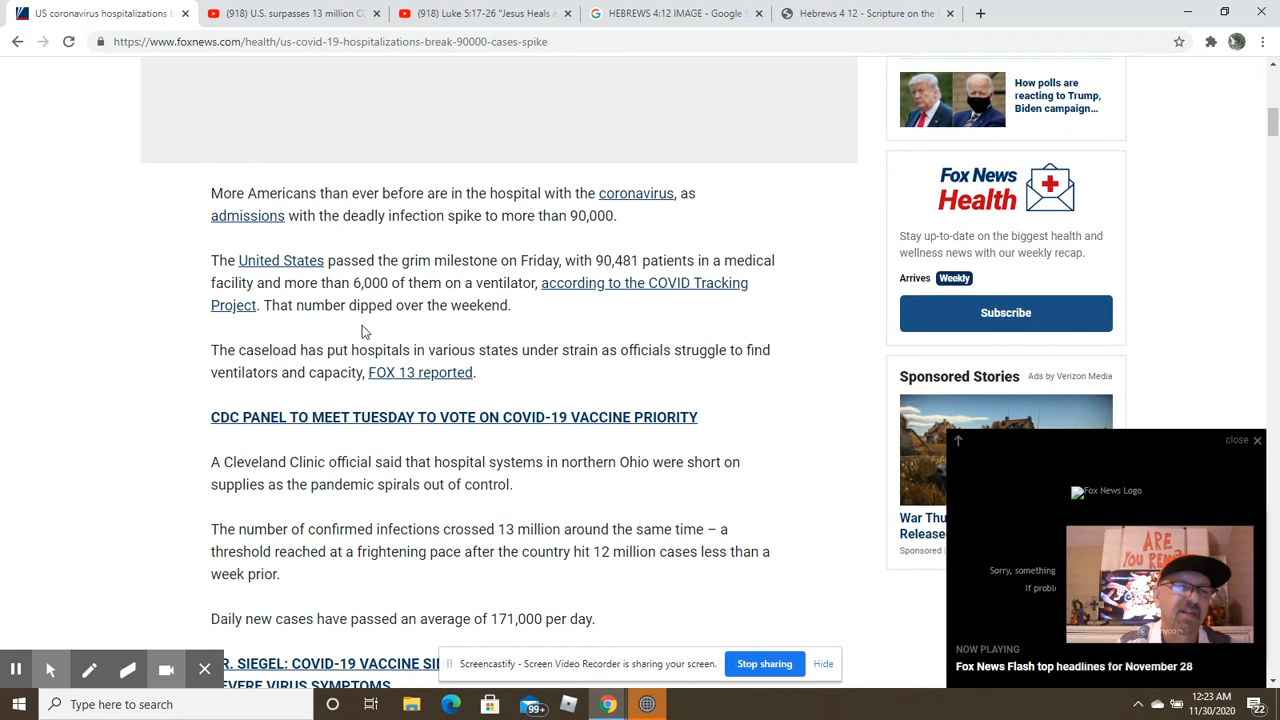 US coronavirus hospitalizations b
(918) U.S. surpasses 13 million CO
(918) Luke 5:17-26 "Jesus Heals a
HEBREWS 4:12 IMAGE - Google S
Hebrews 4 12 - Scripture on the
https://www.foxnews.com/health/us-covid-19-hospitalizations-break-90000-cases-spike
How polls are
reacting to Trump,
Biden campaign...
More Americans than ever before are in the hospital with the coronavirus, as
admissions with the deadly infection spike to more than 90,000.
The United States passed the grim milestone on Friday, with 90,481 patients in a medical
facility and more than 6,000 of them on a ventilator, according to the COVID Tracking
Project. That number dipped over the weekend.
The caseload has put hospitals in various states under strain as officials struggle to find
ventilators and capacity, FOX 13 reported.
CDC PANEL TO MEET TUESDAY TO VOTE ON COVID-19 VACCINE PRIORITY
A Cleveland Clinic official said that hospital systems in northern Ohio were short on
supplies as the pandemic spirals out of control.
The number of confirmed infections crossed 13 million around the same time – a
threshold reached at a frightening pace after the country hit 12 million cases less than a
week prior.
Daily new cases have passed an average of 171,000 per day.
R. SIEGEL: COVID-19 VACCINE SI
EVERE VIRUS SYMPTOMS
Fox News
Health
Stay up-to-date on the biggest health and
wellness news with our weekly recap.
Arrives Weekly
Subscribe
Sponsored Stories Ads by Verizon Media
War Thu
Release
Sponsored
close
Fox News Logo
Sorry, something
If probl
ARE
YOU
NOW PLAYING
Fox News Flash top headlines for November 28
Screencastify - Screen Video Recorder is sharing your screen.
Stop sharing
Hide
Type here to search
99+
12:23 AM
11/30/2020
22